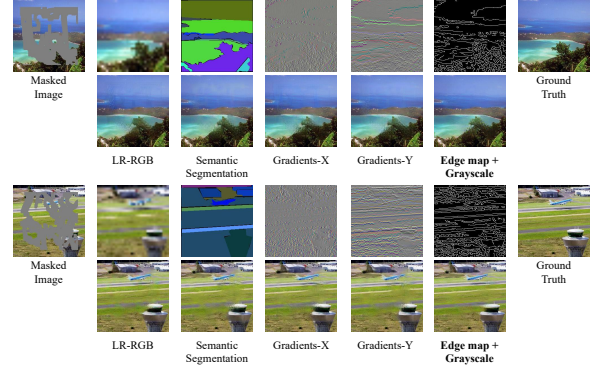 Masked
Image
Ground
Truth
LR-RGB
Semantic
Segmentation
Gradients-X
Gradients-Y
Edge map +
Grayscale
Masked
Image
Ground
Truth
LR-RGB
Semantic
Segmentation
Gradients-X
Gradients-Y
Edge map +
Grayscale